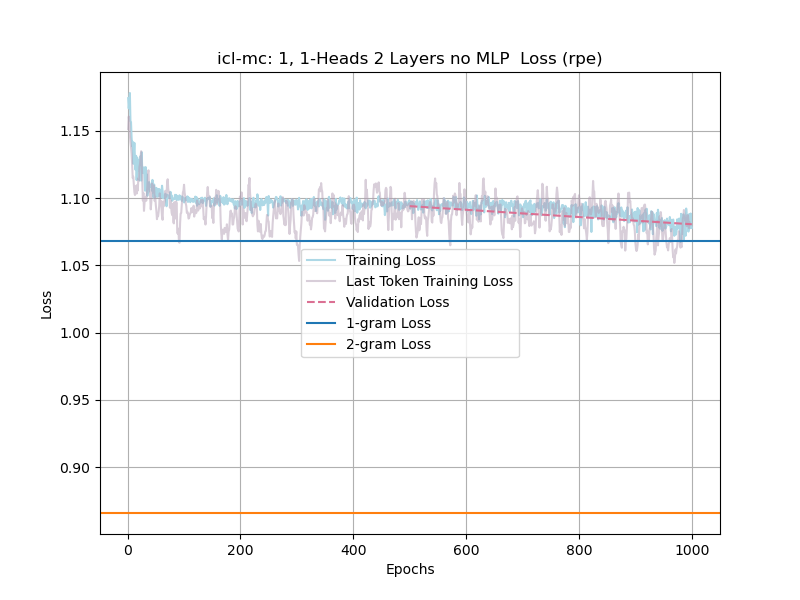 icl-mc: 1, 1-Heads 2 Layers no MLP  Loss (rpe)
1.15
1.10
1.05
1.00
0.95
0.90
Loss
Training Loss
Last Token Training Loss
Validation Loss
1-gram Loss
2-gram Loss
0
200
400
600
800
1000
Epochs